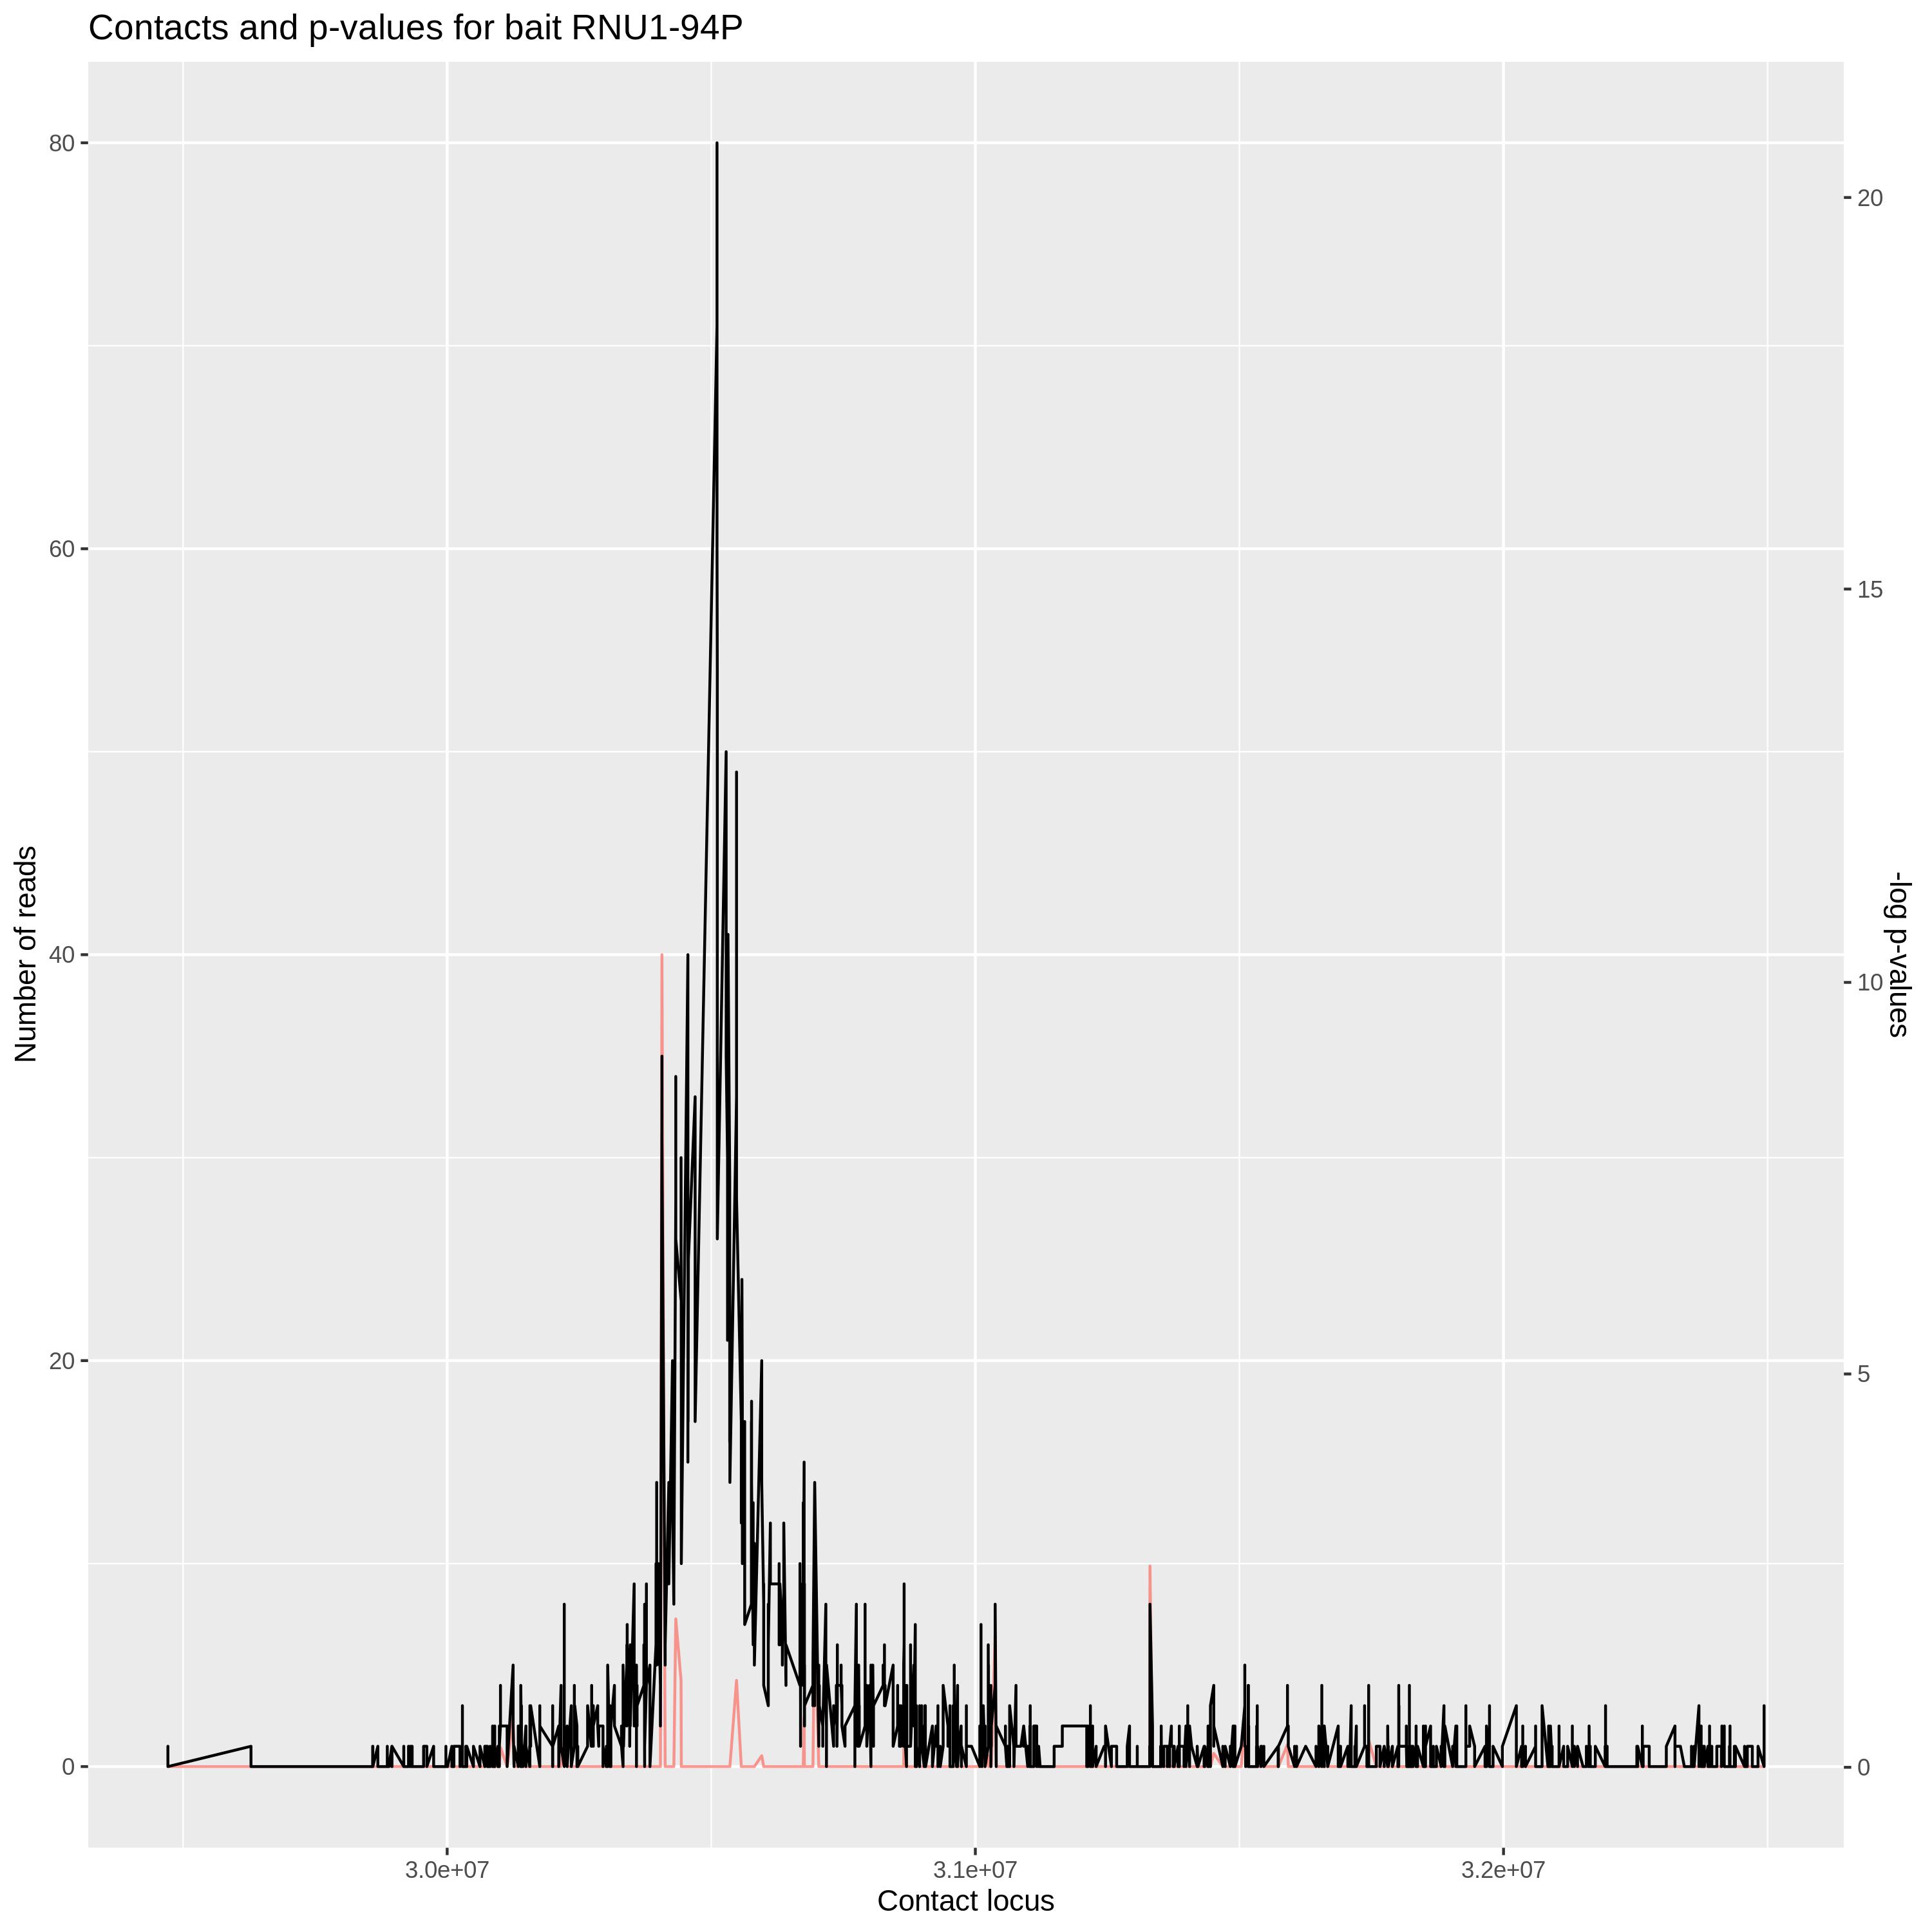 Contacts and p-values for bait RNU1-94P
80
60
40
20
0
Number of reads
20
15
10
5
0
-log p-values
3.0e+07
3.1e+07
3.2e+07
Contact locus